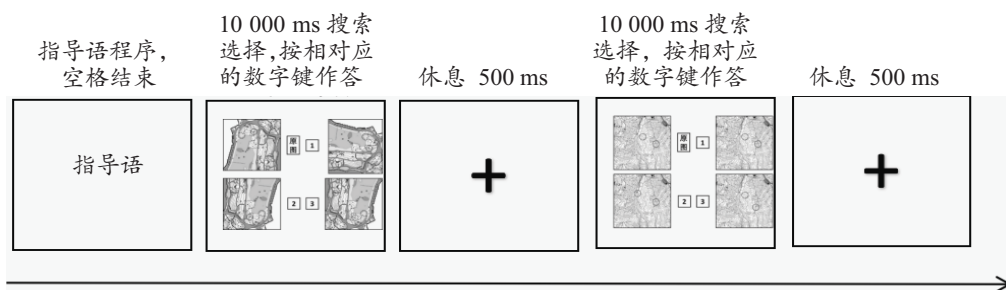 指导语程序,
空格结束
10 000 ms 搜索
选择,按相对应
的数字键作答
休息 500 ms
10 000 ms 搜索
选择, 按相对应
的数字键作答
休息 500 ms
指导语
原图
1
2
3
原图
1
2
3